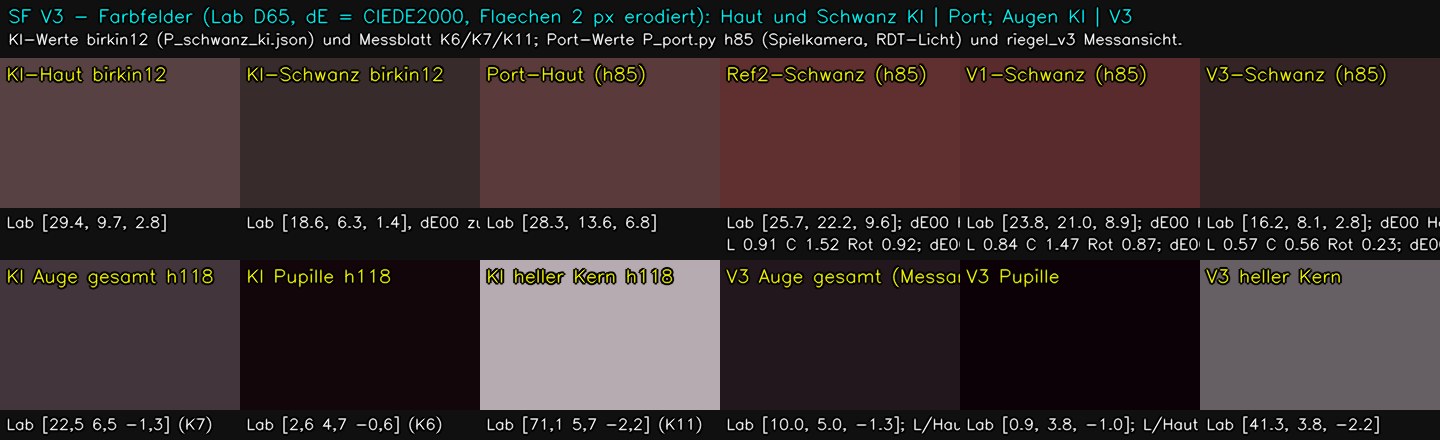 SF V3 - Farbfelder (Lab D65, dE = CIEDE2000, Flaechen 2 px erodiert): Haut und Schwanz KI | Port; Augen KI | V3
KI-Werte birkin12 (P_schwanz_ki.json) und Messblatt K6/K7/K11; Port-Werte P_port.py h85 (Spielkamera, RDT-Licht) und riegel_v3 Messansicht.
KI-Haut birkin12
KI-Schwanz birkin12
Port-Haut (h85)
Ref2-Schwanz (h85)
V1-Schwanz (h85)
V3-Schwanz (h85)
Lab [29.4, 9.7, 2.8]
Lab [18.6, 6.3, 1.4], dE00
Lab [28.3, 13.6, 6.8]
Lab [25.7, 22.2, 9.6]; dE00
L 0.91 C 1.52 Rot 0.92;
Lab [23.8, 21.0, 8.9]; dE00
L 0.84 C 1.47 Rot 0.87;
Lab [16.2, 8.1, 2.8]; dE00
L 0.57 C 0.56 Rot 0.23;
KI Auge gesamt h118
KI Pupille h118
KI heller Kern h118
V3 Auge gesamt
V3 Pupille
V3 heller Kern
Lab [22,5 6,5 -1,3] (K7)
Lab [2,6 4,7 -0,6] (K6)
Lab [71,1 5,7 -2,2] (K11)
Lab [10.0, 5.0, -1.3];
Lab [0.9, 3.8, -1.0]; L/Haut
Lab [41.3, 3.8, -2.2]